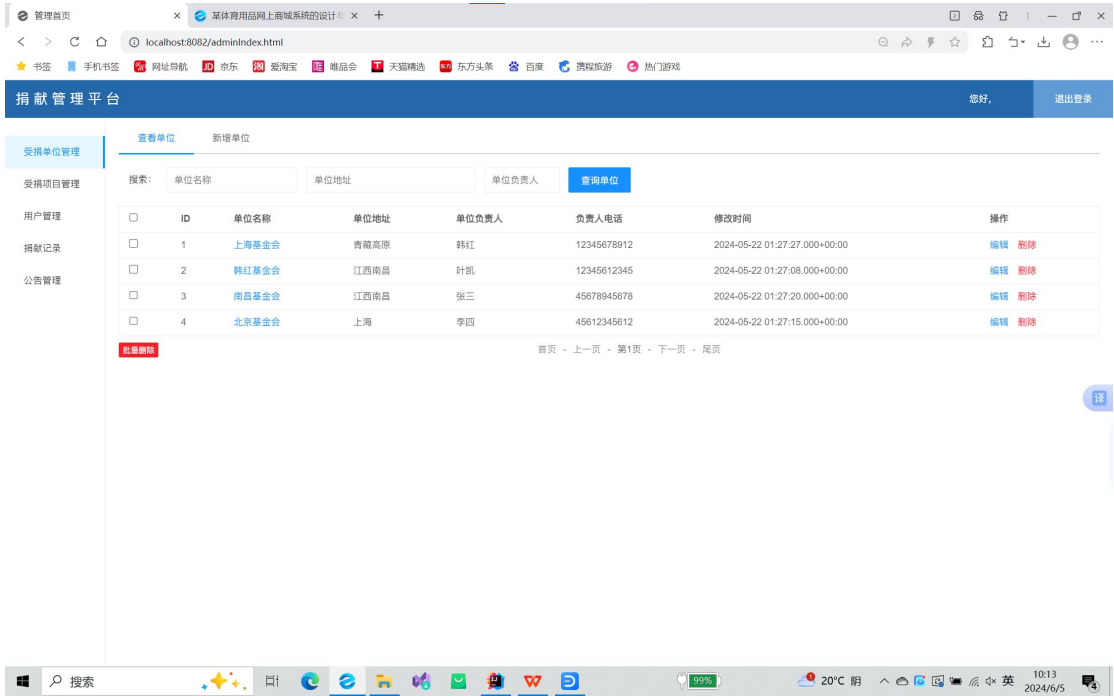 管理首页 某体育用品网上商城系统的设计与
localhost:8082/adminIndex.html
书签 手机书签 网址导航 JD 京东 淘 爱淘宝 唯 唯品会 T 天猫精选 东方 东方头条 百度 携程旅游 热门游戏
捐献管理平台 您好, 退出登录
查看单位 新增单位
受捐单位管理
受捐项目管理
用户管理
捐献记录
公告管理
搜索: 单位名称 单位地址 单位负责人 查询单位
ID 单位名称 单位地址 单位负责人 负责人电话 修改时间 操作
1 上海基金会 青藏高原 韩红 12345678912 2024-05-22 01:27:27.000+00:00 编辑 删除
2 韩红基金会 江西南昌 叶凯 12345612345 2024-05-22 01:27:08.000+00:00 编辑 删除
3 南昌基金会 江西南昌 张三 45678945678 2024-05-22 01:27:20.000+00:00 编辑 删除
4 北京基金会 上海 李四 45612345612 2024-05-22 01:27:15.000+00:00 编辑 删除
批量删除 首页 - 上一页 - 第1页 - 下一页 - 尾页
译
搜索 99% 20°C 阴 英 10:13
2024/6/5 4